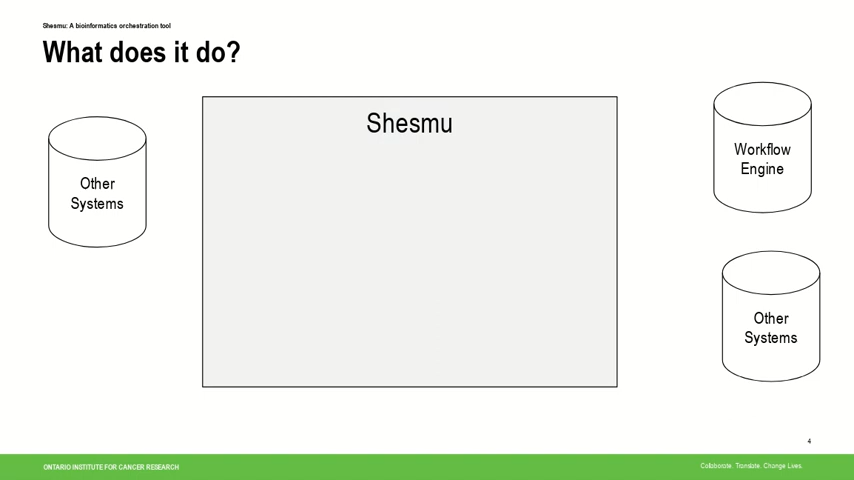 Shesmu: A bioinformatics orchestration tool
What does it do?
Shesmu
Other
Systems
Workflow
Engine
Other
Systems
4
ONTARIO INSTITUTE FOR CANCER RESEARCH
Collaborate. Translate. Change Lives.